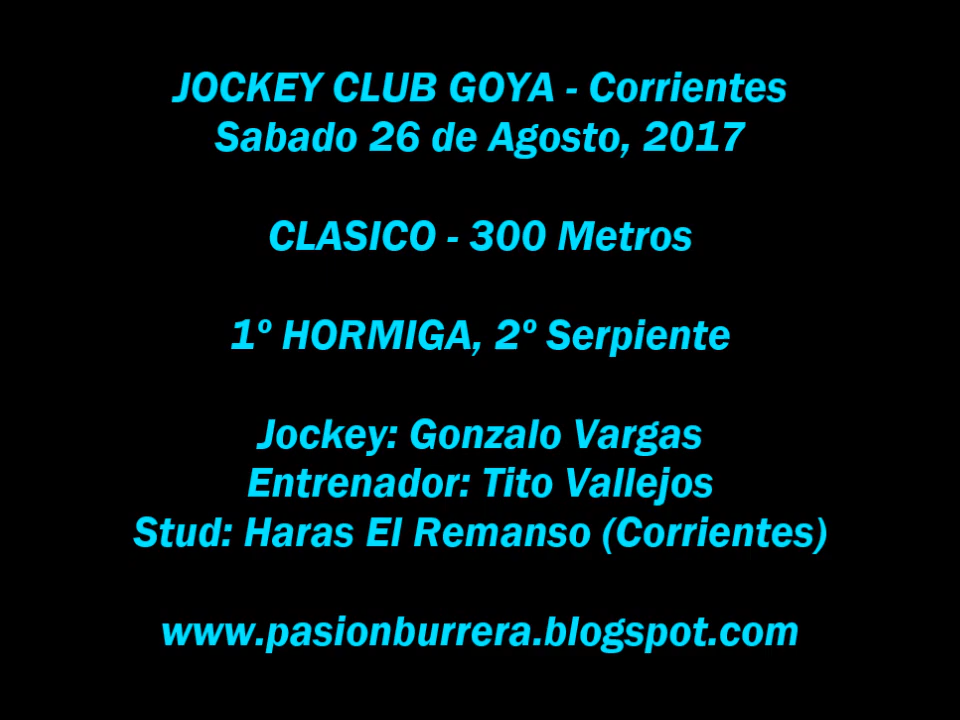 JOCKEY CLUB GOYA - Corrientes
Sabado 26 de Agosto, 2017
CLASICO - 300 Metros
1º HORMIGA, 2º Serpiente
Jockey: Gonzalo Vargas
Entrenador: Tito Vallejos
Stud: Haras El Remanso (Corrientes)
www.pasionburrera.blogspot.com